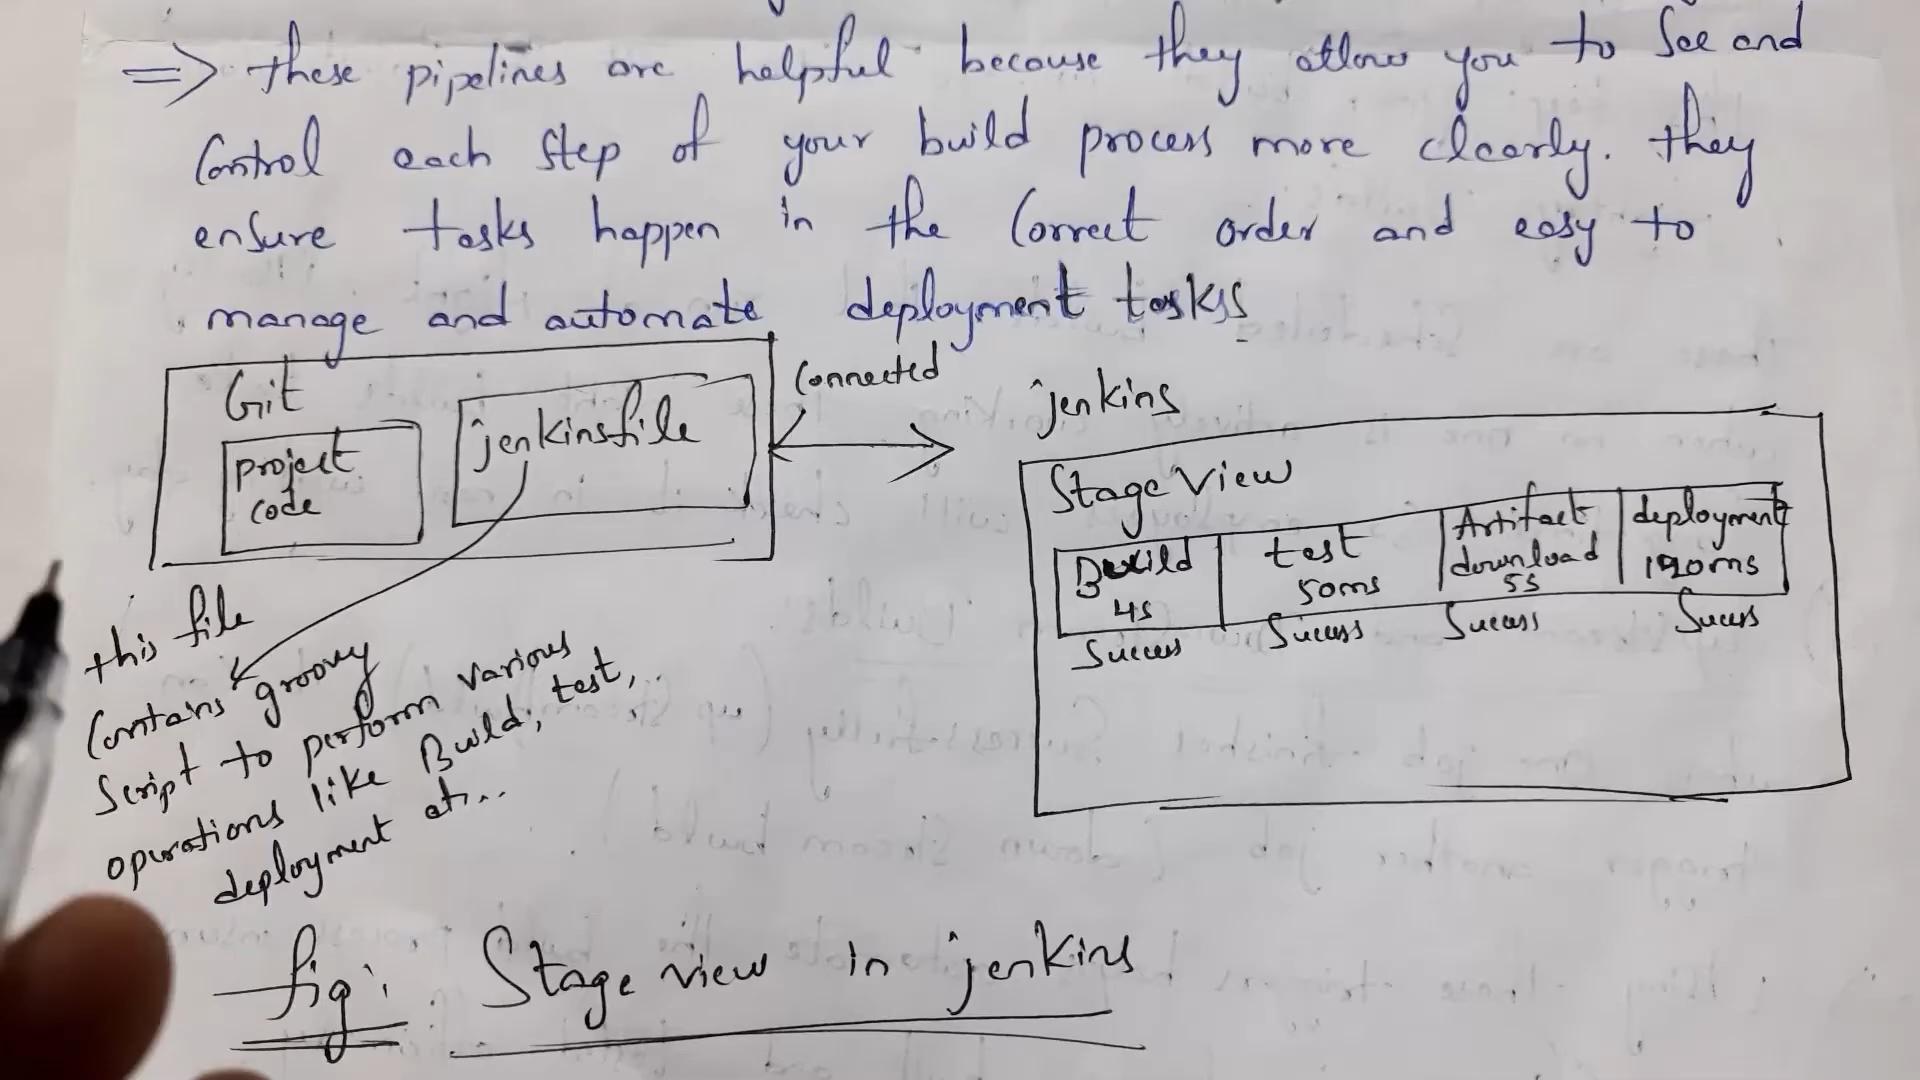 => these pipelines are helpful because they allow you to See and
Control each Step of your build process more clearly. they
ensure tasks happen in the Correct order and easy to
manage and automate deployment tasks
Git
project
code
jenkinsfile
Connected
jenkins
Stage View
Build
4s
Success
test
50ms
Success
Artifact
download
5s
Success
deployment
190ms
Success
this file
Contains groovy
Script to perform various
operations like Build, test,..
deployment etc...
fig: Stage view in jenkins